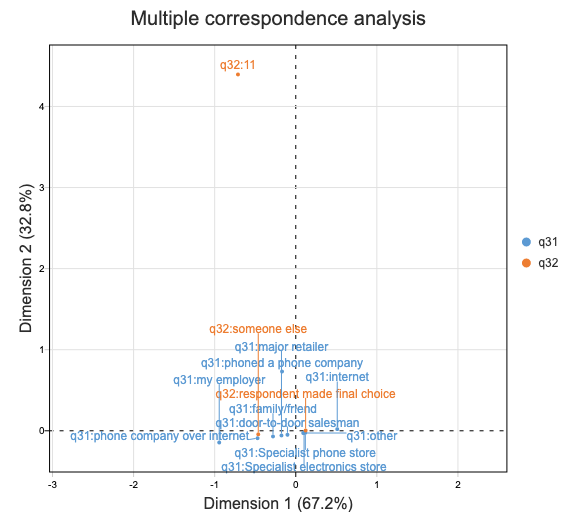 Multiple correspondence analysis
q32:11
4
3
Dimension 2 (32.8%)
q31
q32
2
q32:someone else
q31:major retailer
1
q31:phoned a phone company
q31:my employer
q31:internet
q32:respondent made final choice
q31:family/friend
q31:door-to-door salesman
0
q31:phone company over internet
q31:other
q31:Specialist phone store
q31:Specialist electronics store
-3
-2
-1
0
1
2
Dimension 1 (67.2%)